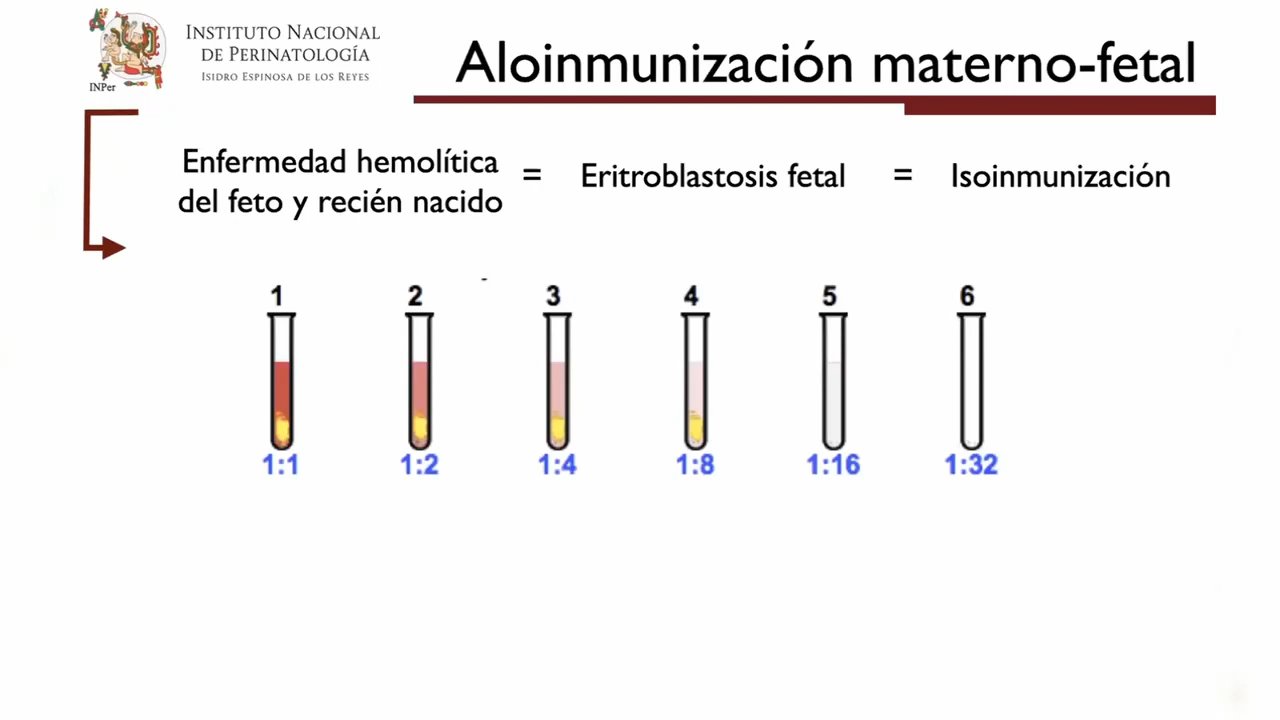 INSTITUTO NACIONAL
DE PERINATOLOGÍA
ISIDRO ESPINOSA DE LOS REYES
INPer
Aloinmunización materno-fetal
Enfermedad hemolítica
del feto y recién nacido
= Eritroblastosis fetal = Isoinmunización
1 2 3 4 5 6
1:1 1:2 1:4 1:8 1:16 1:32